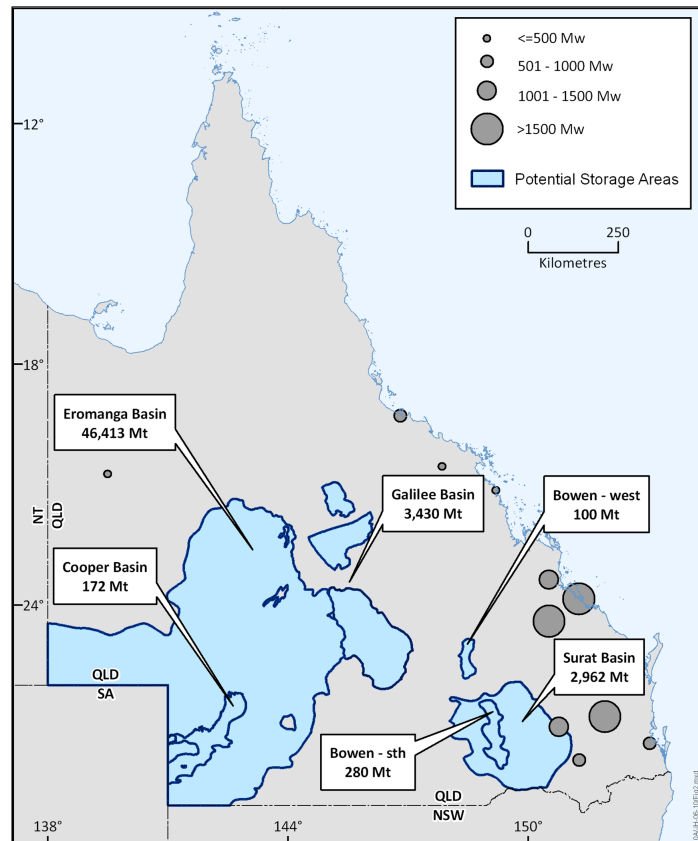 <=500 Mw
501 - 1000 Mw
1001 - 1500 Mw
>1500 Mw
Potential Storage Areas
0 250
Kilometres
12°
18°
24°
Eromanga Basin
46,413 Mt
Galilee Basin
3,430 Mt
Bowen - west
100 Mt
NT
QLD
Cooper Basin
172 Mt
Surat Basin
2,962 Mt
QLD
SA
Bowen - sth
280 Mt
QLD
NSW
138°
144°
150°